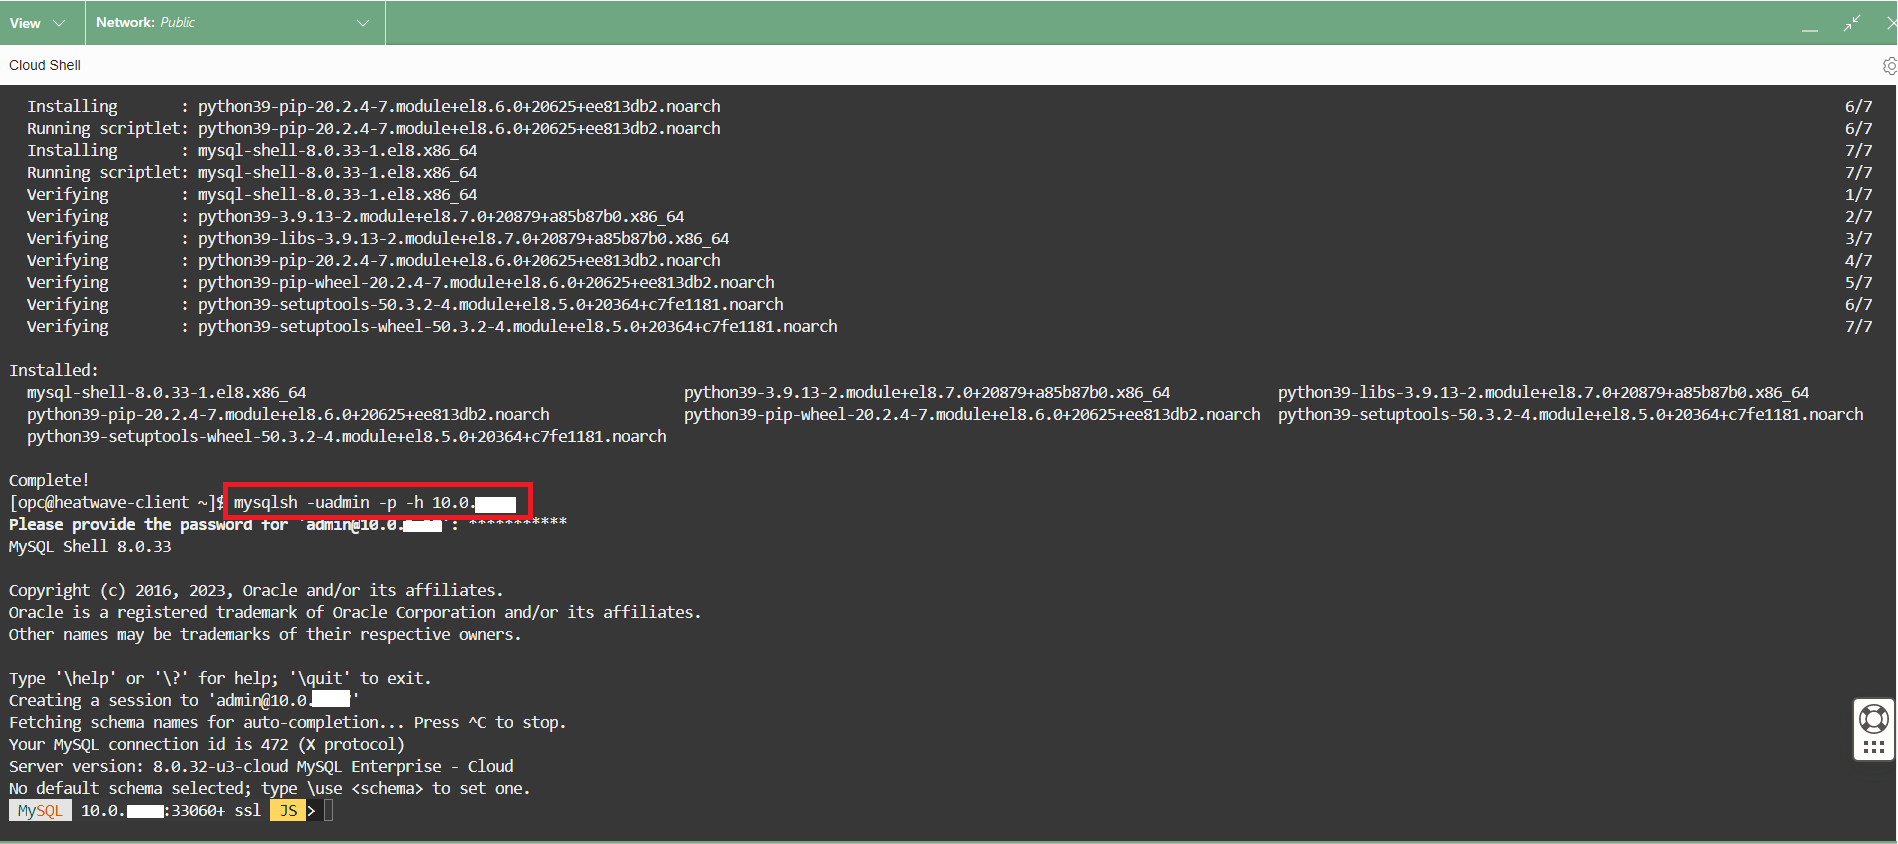 View Network: Public
Cloud Shell
Installing : python39-pip-20.2.4-7.module+el8.6.0+20625+ee813db2.noarch 6/7
Running scriptlet: python39-pip-20.2.4-7.module+el8.6.0+20625+ee813db2.noarch 6/7
Installing : mysql-shell-8.0.33-1.el8.x86_64 7/7
Running scriptlet: mysql-shell-8.0.33-1.el8.x86_64 7/7
Verifying : mysql-shell-8.0.33-1.el8.x86_64 1/7
Verifying : python39-3.9.13-2.module+el8.7.0+20879+a85b87b0.x86_64 2/7
Verifying : python39-libs-3.9.13-2.module+el8.7.0+20879+a85b87b0.x86_64 3/7
Verifying : python39-pip-20.2.4-7.module+el8.6.0+20625+ee813db2.noarch 4/7
Verifying : python39-pip-wheel-20.2.4-7.module+el8.6.0+20625+ee813db2.noarch 5/7
Verifying : python39-setuptools-50.3.2-4.module+el8.5.0+20364+c7fe1181.noarch 6/7
Verifying : python39-setuptools-wheel-50.3.2-4.module+el8.5.0+20364+c7fe1181.noarch 7/7
Installed:
mysql-shell-8.0.33-1.el8.x86_64 python39-3.9.13-2.module+el8.7.0+20879+a85b87b0.x86_64 python39-libs-3.9.13-2.module+el8.7.0+20879+a85b87b0.x86_64
python39-pip-20.2.4-7.module+el8.6.0+20625+ee813db2.noarch python39-pip-wheel-20.2.4-7.module+el8.6.0+20625+ee813db2.noarch python39-setuptools-50.3.2-4.module+el8.5.0+20364+c7fe1181.noarch
python39-setuptools-wheel-50.3.2-4.module+el8.5.0+20364+c7fe1181.noarch
Complete!
[opc@heatwave-client ~]$ mysqlsh -uadmin -p -h 10.0.
Please provide the password for 'admin@10.0. ': ***********
MySQL Shell 8.0.33
Copyright (c) 2016, 2023, Oracle and/or its affiliates.
Oracle is a registered trademark of Oracle Corporation and/or its affiliates.
Other names may be trademarks of their respective owners.
Type '\help' or '\?' for help; '\quit' to exit.
Creating a session to 'admin@10.0. '
Fetching schema names for auto-completion... Press ^C to stop.
Your MySQL connection id is 472 (X protocol)
Server version: 8.0.32-u3-cloud MySQL Enterprise - Cloud
No default schema selected; type \use <schema> to set one.
MySQL 10.0. :33060+ ssl JS >